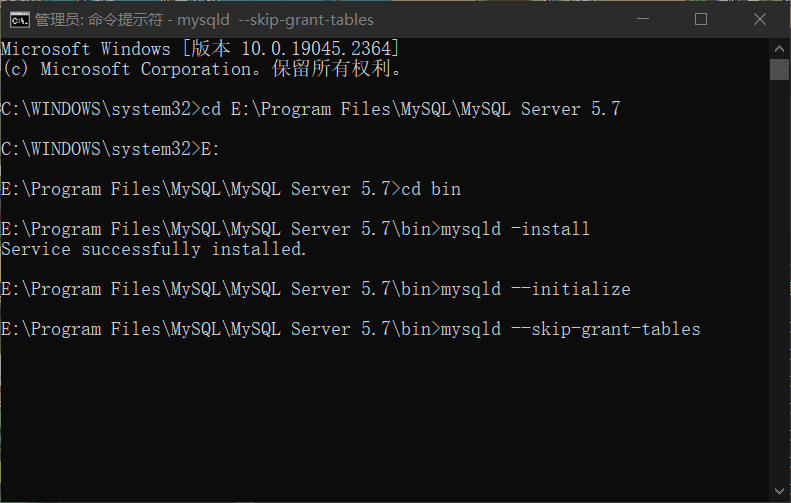 管理员: 命令提示符 - mysqld  --skip-grant-tables
Microsoft Windows [版本 10.0.19045.2364]
(c) Microsoft Corporation。保留所有权利。
C:\WINDOWS\system32>cd E:\Program Files\MySQL\MySQL Server 5.7
C:\WINDOWS\system32>E:
E:\Program Files\MySQL\MySQL Server 5.7>cd bin
E:\Program Files\MySQL\MySQL Server 5.7\bin>mysqld -install
Service successfully installed.
E:\Program Files\MySQL\MySQL Server 5.7\bin>mysqld --initialize
E:\Program Files\MySQL\MySQL Server 5.7\bin>mysqld --skip-grant-tables